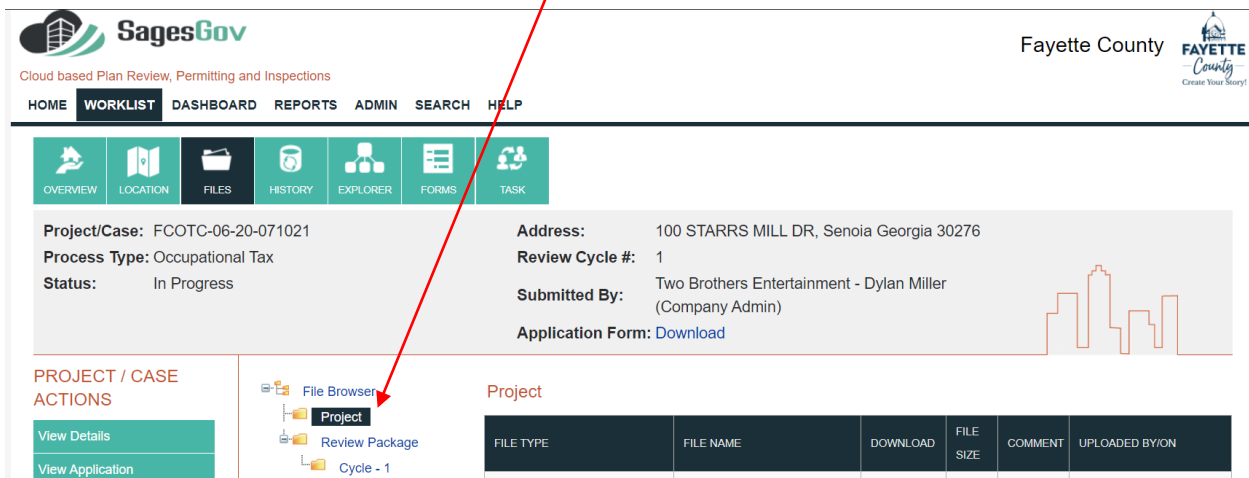 SagesGov
Cloud based Plan Review, Permitting and Inspections
Fayette County
FAYETTE
County
Create Your Story!
HOME WORKLIST DASHBOARD REPORTS ADMIN SEARCH HELP
OVERVIEW LOCATION FILES HISTORY EXPLORER FORMS TASK
Project/Case: FCOTC-06-20-071021
Process Type: Occupational Tax
Status: In Progress
Address: 100 STARRS MILL DR, Senoia Georgia 30276
Review Cycle #: 1
Submitted By: Two Brothers Entertainment - Dylan Miller
(Company Admin)
Application Form: Download
PROJECT / CASE
ACTIONS
View Details
View Application
File Browser
Project
Review Package
Cycle - 1
Project
FILE TYPE FILE NAME DOWNLOAD FILE SIZE COMMENT UPLOADED BY/ON